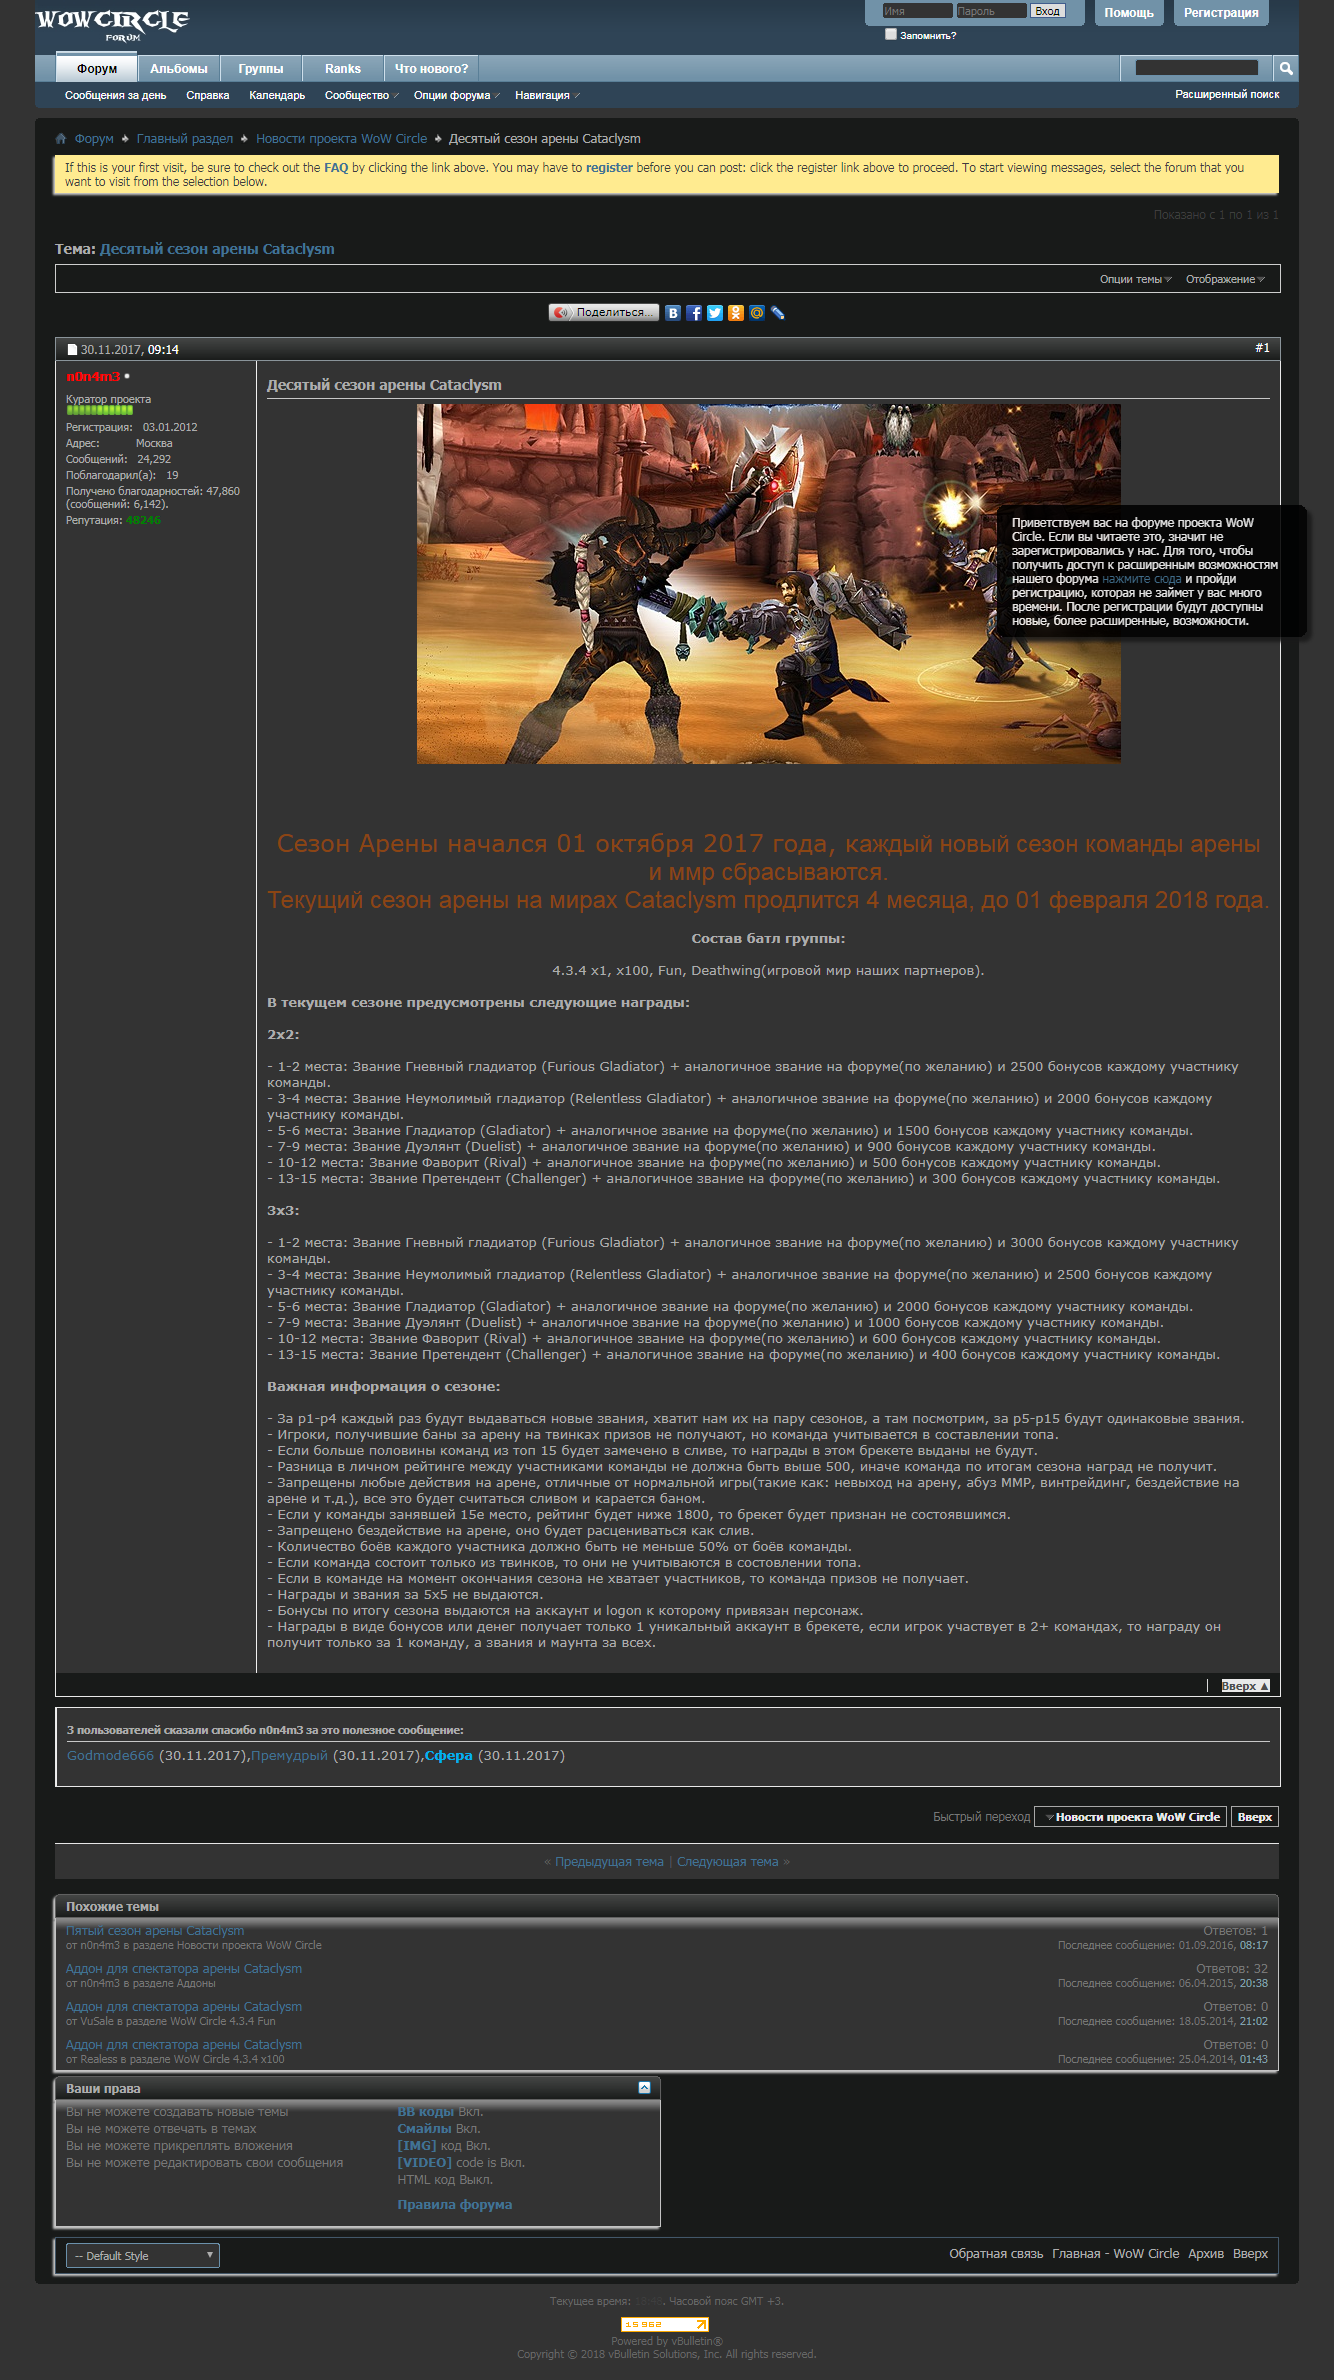 WOWCIRCLE
FORUM
Имя Пароль Вход
Запомнить?
Помощь Регистрация
Форум Альбомы Группы Ranks Что нового?
Сообщения за день Справка Календарь Сообщество Опции форума Навигация Расширенный поиск
Форум Главный раздел Новости проекта WoW Circle Десятый сезон арены Cataclysm
If this is your first visit, be sure to check out the FAQ by clicking the link above. You may have to register before you can post: click the register link above to proceed. To start viewing messages, select the forum that you
want to visit from the selection below.
Показано с 1 по 1 из 1
Тема: Десятый сезон арены Cataclysm
Опции темы Отображение
Поделиться...
30.11.2017, 09:14 #1
n0n4m3
Куратор проекта
Регистрация: 03.01.2012
Адрес: Москва
Сообщений: 24,292
Поблагодарил(а): 19
Получено благодарностей: 47,860
(сообщений: 6,142).
Репутация: 48246
Десятый сезон арены Cataclysm
Приветствуем вас на форуме проекта WoW
Circle. Если вы читаете это, значит не
зарегистрировались у нас. Для того, чтобы
получить доступ к расширенным возможностям
нашего форума нажмите сюда и пройди
регистрацию, которая не займет у вас много
времени. После регистрации будут доступны
новые, более расширенные, возможности.
Сезон Арены начался 01 октября 2017 года, каждый новый сезон команды арены
и ммр сбрасываются.
Текущий сезон арены на мирах Cataclysm продлится 4 месяца, до 01 февраля 2018 года.
Состав батл группы:
4.3.4 x1, x100, Fun, Deathwing(игровой мир наших партнеров).
В текущем сезоне предусмотрены следующие награды:
2х2:
- 1-2 места: Звание Гневный гладиатор (Furious Gladiator) + аналогичное звание на форуме(по желанию) и 2500 бонусов каждому участнику
команды.
- 3-4 места: Звание Неумолимый гладиатор (Relentless Gladiator) + аналогичное звание на форуме(по желанию) и 2000 бонусов каждому
участнику команды.
- 5-6 места: Звание Гладиатор (Gladiator) + аналогичное звание на форуме(по желанию) и 1500 бонусов каждому участнику команды.
- 7-9 места: Звание Дуэлянт (Duelist) + аналогичное звание на форуме(по желанию) и 900 бонусов каждому участнику команды.
- 10-12 места: Звание Фаворит (Rival) + аналогичное звание на форуме(по желанию) и 500 бонусов каждому участнику команды.
- 13-15 места: Звание Претендент (Challenger) + аналогичное звание на форуме(по желанию) и 300 бонусов каждому участнику команды.
3х3:
- 1-2 места: Звание Гневный гладиатор (Furious Gladiator) + аналогичное звание на форуме(по желанию) и 3000 бонусов каждому участнику
команды.
- 3-4 места: Звание Неумолимый гладиатор (Relentless Gladiator) + аналогичное звание на форуме(по желанию) и 2500 бонусов каждому
участнику команды.
- 5-6 места: Звание Гладиатор (Gladiator) + аналогичное звание на форуме(по желанию) и 2000 бонусов каждому участнику команды.
- 7-9 места: Звание Дуэлянт (Duelist) + аналогичное звание на форуме(по желанию) и 1000 бонусов каждому участнику команды.
- 10-12 места: Звание Фаворит (Rival) + аналогичное звание на форуме(по желанию) и 600 бонусов каждому участнику команды.
- 13-15 места: Звание Претендент (Challenger) + аналогичное звание на форуме(по желанию) и 400 бонусов каждому участнику команды.
Важная информация о сезоне:
- За р1-р4 каждый раз будут выдаваться новые звания, хватит нам их на пару сезонов, а там посмотрим, за р5-р15 будут одинаковые звания.
- Игроки, получившие баны за арену на твинках призов не получают, но команда учитывается в составлении топа.
- Если больше половины команд из топ 15 будет замечено в сливе, то награды в этом брекете выданы не будут.
- Разница в личном рейтинге между участниками команды не должна быть выше 500, иначе команда по итогам сезона наград не получит.
- Запрещены любые действия на арене, отличные от нормальной игры(такие как: невыход на арену, абуз ММР, винтрейдинг, бездействие на
арене и т.д.), все это будет считаться сливом и карается баном.
- Если у команды занявшей 15е место, рейтинг будет ниже 1800, то брекет будет признан не состоявшимся.
- Запрещено бездействие на арене, оно будет расцениваться как слив.
- Количество боёв каждого участника должно быть не меньше 50% от боёв команды.
- Если команда состоит только из твинков, то они не учитываются в состовлении топа.
- Если в команде на момент окончания сезона не хватает участников, то команда призов не получает.
- Награды и звания за 5х5 не выдаются.
- Бонусы по итогу сезона выдаются на аккаунт и logon к которому привязан персонаж.
- Награды в виде бонусов или денег получает только 1 уникальный аккаунт в брекете, если игрок участвует в 2+ командах, то награду он
получит только за 1 команду, а звания и маунта за всех.
Вверх ▲
3 пользователей сказали cпасибо n0n4m3 за это полезное сообщение:
Godmode666 (30.11.2017),Премудрый (30.11.2017),Сфера (30.11.2017)
Быстрый переход Новости проекта WoW Circle Вверх
« Предыдущая тема | Следующая тема »
Похожие темы
Пятый сезон арены Cataclysm Ответов: 1
от n0n4m3 в разделе Новости проекта WoW Circle Последнее сообщение: 01.09.2016, 08:17
Аддон для спектатора арены Cataclysm Ответов: 32
от n0n4m3 в разделе Аддоны Последнее сообщение: 06.04.2015, 20:38
Аддон для спектатора арены Cataclysm Ответов: 0
от VuSale в разделе WoW Circle 4.3.4 Fun Последнее сообщение: 18.05.2014, 21:02
Аддон для спектатора арены Cataclysm Ответов: 0
от Realess в разделе WoW Circle 4.3.4 x100 Последнее сообщение: 25.04.2014, 01:43
Ваши права
Вы не можете создавать новые темы BB коды Вкл.
Вы не можете отвечать в темах Смайлы Вкл.
Вы не можете прикреплять вложения [IMG] код Вкл.
Вы не можете редактировать свои сообщения [VIDEO] code is Вкл.
HTML код Выкл.
Правила форума
-- Default Style Обратная связь Главная - WoW Circle Архив Вверх
Текущее время: . Часовой пояс GMT +3.
15962
Powered by vBulletin®
Copyright © 2018 vBulletin Solutions, Inc. All rights reserved.